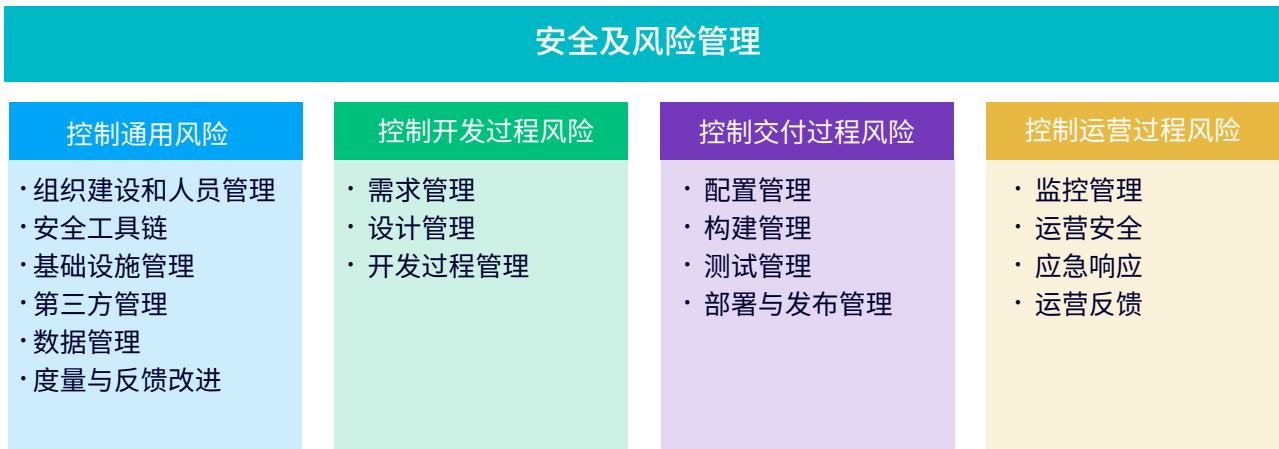 安全及风险管理
控制通用风险
·组织建设和人员管理
·安全工具链
·基础设施管理
·第三方管理
·数据管理
·度量与反馈改进
控制开发过程风险
· 需求管理
· 设计管理
· 开发过程管理
控制交付过程风险
· 配置管理
· 构建管理
· 测试管理
· 部署与发布管理
控制运营过程风险
· 监控管理
· 运营安全
· 应急响应
· 运营反馈